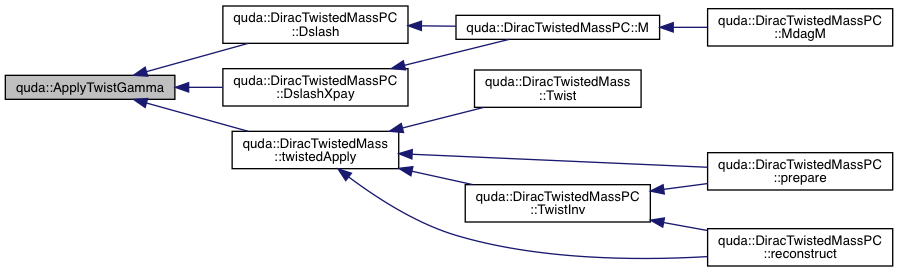 quda::ApplyTwistGamma
quda::DiracTwistedMassPC
::Dslash
quda::DiracTwistedMassPC
::DslashXpay
quda::DiracTwistedMass
::twistedApply
quda::DiracTwistedMassPC::M
quda::DiracTwistedMass
::Twist
quda::DiracTwistedMassPC
::TwistInv
quda::DiracTwistedMassPC
::MdagM
quda::DiracTwistedMassPC
::prepare
quda::DiracTwistedMassPC
::reconstruct